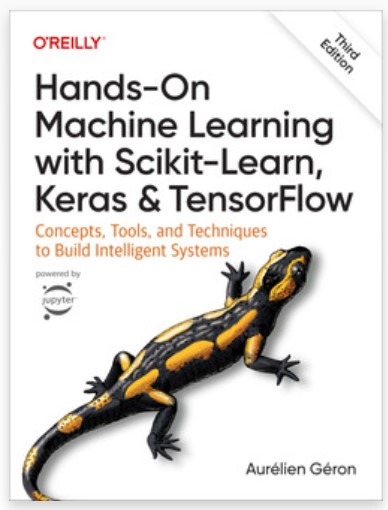 O'REILLY®
Third
Edition
Hands-On
Machine Learning
with Scikit-Learn,
Keras & TensorFlow
Concepts, Tools, and Techniques
to Build Intelligent Systems
powered by
jupyter
Aurélien Géron